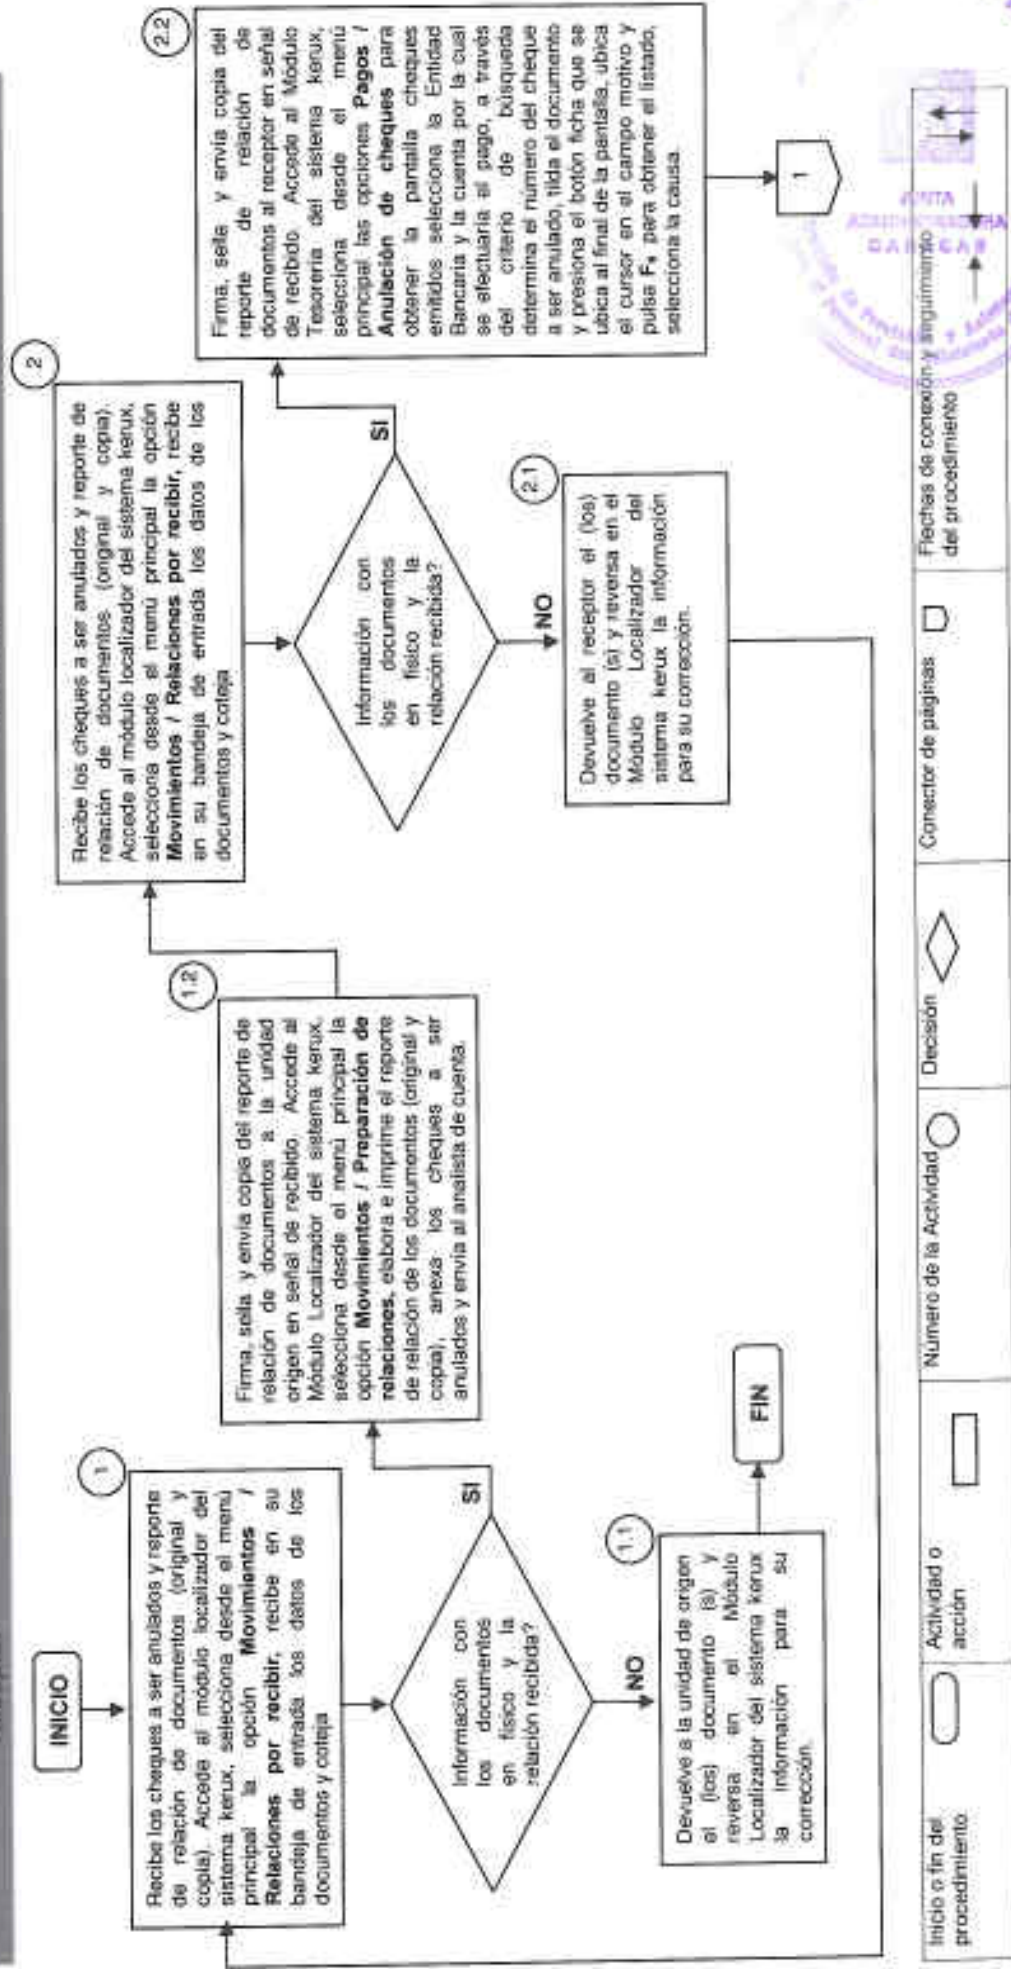 INICIO
1
Recibe los cheques a ser anulados y reporte
de relación de documentos (original y
copia). Accede al módulo localizador del
sistema kerux, selecciona desde el menú
principal la opción Movimientos /
Relaciones por recibir, recibe en su
bandeja de entrada los datos de los
documentos y coteja
Información con
los documentos
en físico y la
relación recibida?
SI
NO
1.1
Devuelve a la unidad de origen
el (los) documento (s) y
reversa en el Módulo
Localizador del sistema kerux
la información para su
corrección.
FIN
1.2
Firma, sella y envía copia del reporte de
relación de documentos a la unidad
origen en señal de recibido. Accede al
Módulo Localizador del sistema kerux,
selecciona desde el menú principal la
opción Movimientos / Preparación de
relaciones, elabora e imprime el reporte
de relación de los documentos (original y
copia), anexa los cheques a ser
anulados y envía al analista de cuenta.
2
Recibe los cheques a ser anulados y reporte de
relación de documentos (original y copia).
Accede al módulo localizador del sistema kerux,
selecciona desde el menú principal la opción
Movimientos / Relaciones por recibir, recibe
en su bandeja de entrada los datos de los
documentos y coteja
Información con
los documentos
en físico y la
relación recibida?
SI
NO
2.1
Devuelve al receptor el (los)
documento (s) y reversa en el
Módulo Localizador del
sistema kerux la información
para su corrección.
2.2
Firma, sella y envía copia del
reporte de relación de
documentos al receptor en señal
de recibido. Accede al Módulo
Tesorería del sistema kerux,
selecciona desde el menú
principal las opciones Pagos /
Anulación de cheques para
obtener la pantalla cheques
emitidos selecciona la Entidad
Bancaria y la cuenta por la cual
se efectuaría el pago, a través
del criterio de búsqueda
determina el número del cheque
a ser anulado, tilda el documento
y presiona el botón ficha que se
ubica al final de la pantalla, ubica
el cursor en el campo motivo y
pulsa F₉ para obtener el listado,
selecciona la causa.
1
Inicio o fin del
procedimiento
Actividad o
acción
Número de la Actividad
Decisión
Conector de páginas
Flechas de conexión y seguimiento
del procedimiento
JUNTA
ADMINISTRADORA
CARACAS